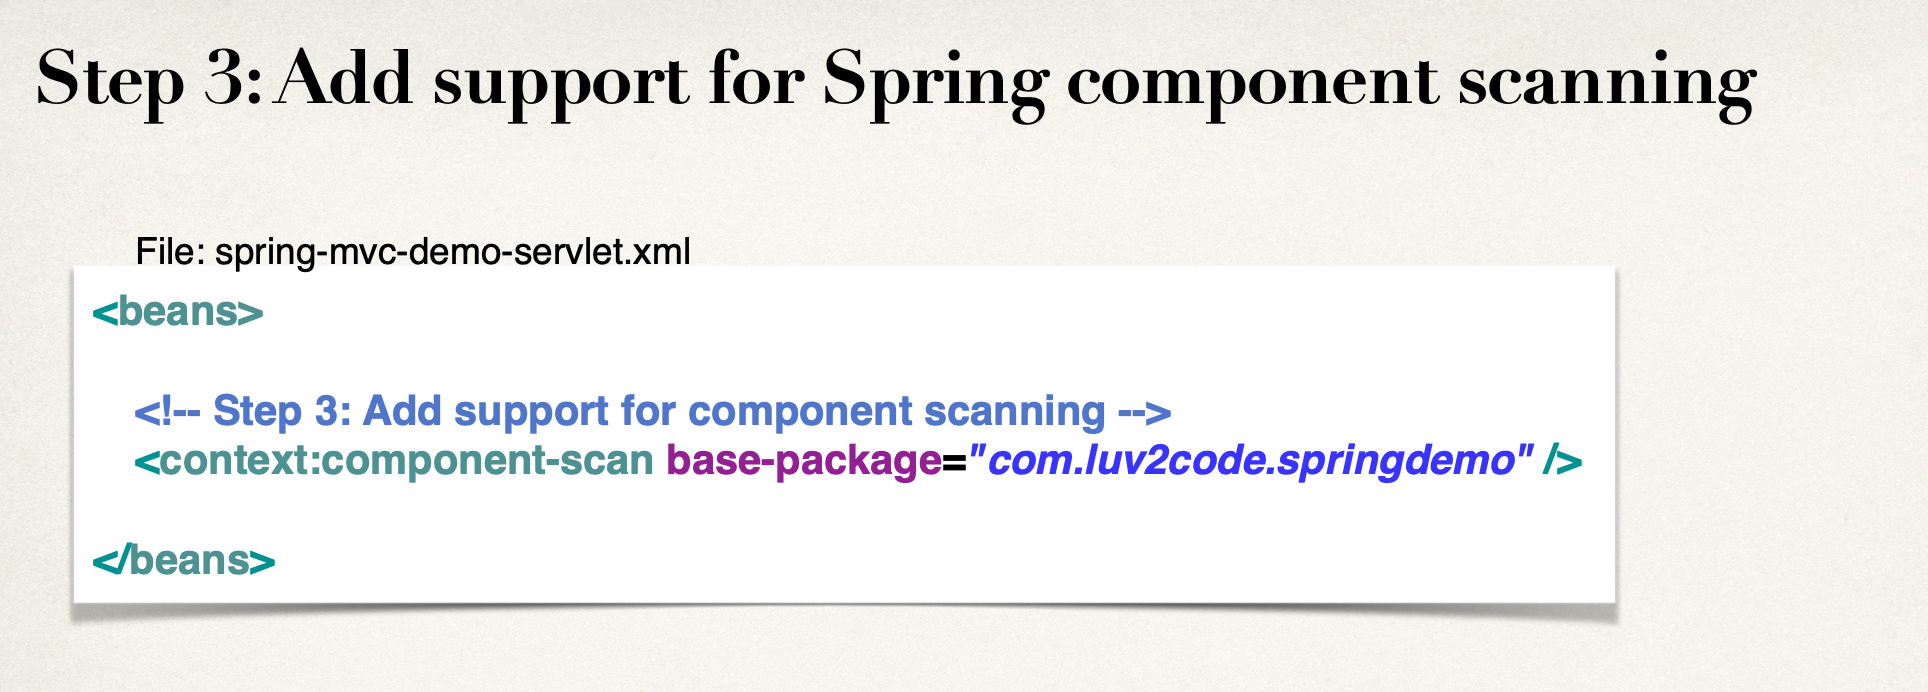 Step 3: Add support for Spring component scanning
File: spring-mvc-demo-servlet.xml
<beans>
<!-- Step 3: Add support for component scanning -->
<context:component-scan base-package="com.luv2code.springdemo" />
</beans>